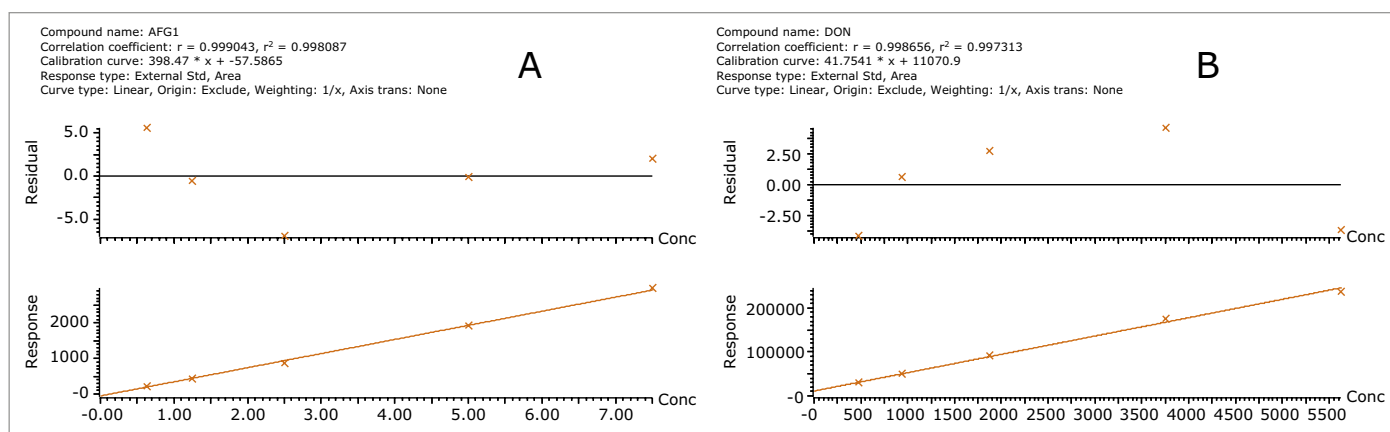 Compound name: AFG1
Correlation coefficient: r = 0.999043, r² = 0.998087
Calibration curve: 398.47 * x + -57.5865
Response type: External Std, Area
Curve type: Linear, Origin: Exclude, Weighting: 1/x, Axis trans: None
A
5.0
0.0
-5.0
Residual
Conc
2000
1000
-0
Response
Conc
-0.00 1.00 2.00 3.00 4.00 5.00 6.00 7.00
Compound name: DON
Correlation coefficient: r = 0.998656, r² = 0.997313
Calibration curve: 41.7541 * x + 11070.9
Response type: External Std, Area
Curve type: Linear, Origin: Exclude, Weighting: 1/x, Axis trans: None
B
2.50
0.00
-2.50
Residual
Conc
200000
100000
-0
Response
Conc
-0 500 1000 1500 2000 2500 3000 3500 4000 4500 5000 5500